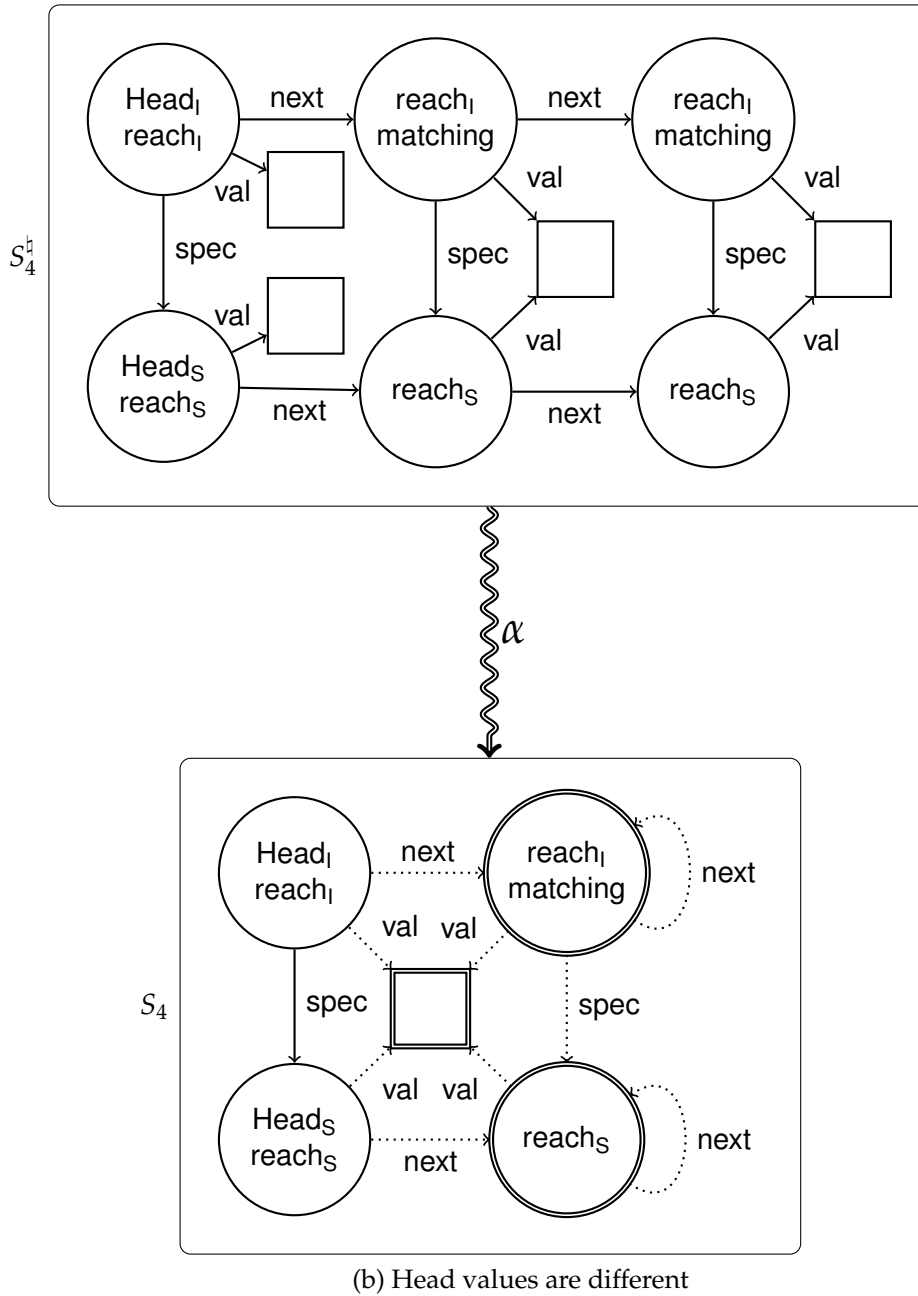 Head_I
reach_I
next
reach_I
matching
next
reach_I
matching
val
val
val
S_4^♮
spec
spec
spec
val
val
val
Head_S
reach_S
next
reach_S
next
reach_S
α
Head_I
reach_I
next
reach_I
matching
next
val val
S_4
spec
spec
val val
Head_S
reach_S
next
reach_S
next
(b) Head values are different